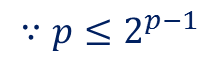 ∵ p ≤ 2^{p−1}